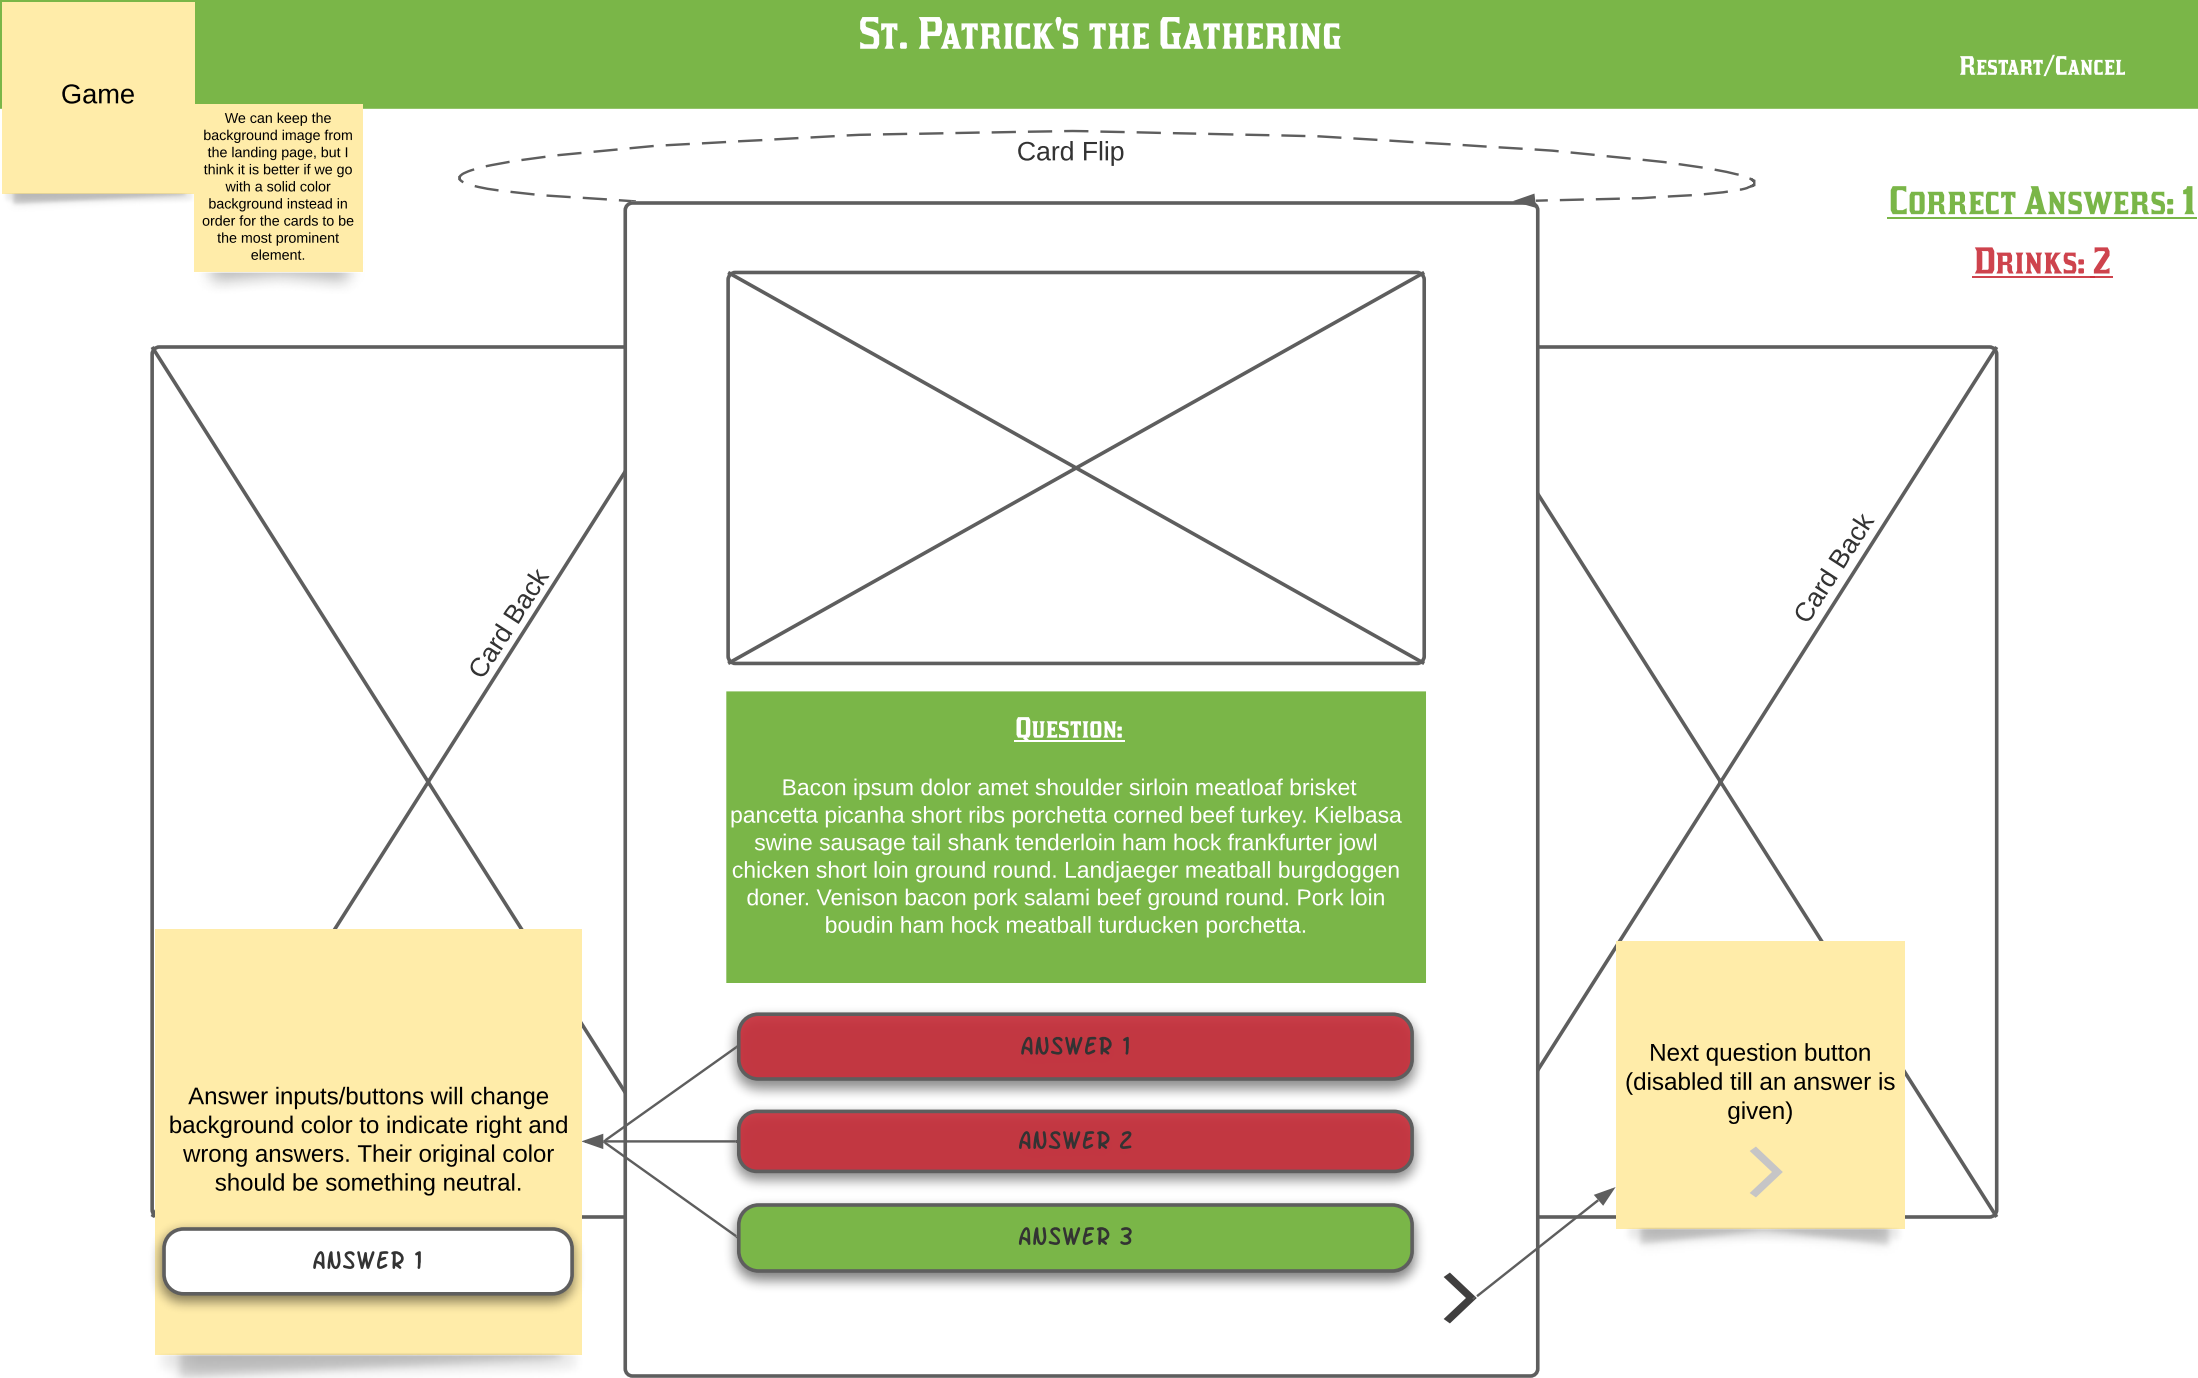 St. Patrick's the Gathering
Restart/Cancel
Game
We can keep the
background image from
the landing page, but I
think it is better if we go
with a solid color
background instead in
order for the cards to be
the most prominent
element.
Card Flip
Correct Answers: 1
Drinks: 2
Card Back
Card Back
Question:
Bacon ipsum dolor amet shoulder sirloin meatloaf brisket
pancetta picanha short ribs porchetta corned beef turkey. Kielbasa
swine sausage tail shank tenderloin ham hock frankfurter jowl
chicken short loin ground round. Landjaeger meatball burgdoggen
doner. Venison bacon pork salami beef ground round. Pork loin
boudin ham hock meatball turducken porchetta.
ANSWER 1
ANSWER 2
ANSWER 3
Answer inputs/buttons will change
background color to indicate right and
wrong answers. Their original color
should be something neutral.
ANSWER 1
Next question button
(disabled till an answer is
given)